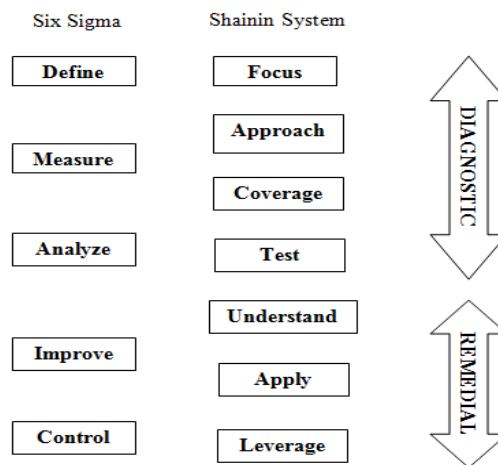 Six Sigma
Shainin System
Define
Focus
Approach
Measure
Coverage
Analyze
Test
Understand
Improve
Apply
Control
Leverage
DIAGNOSTIC
REMEDIAL